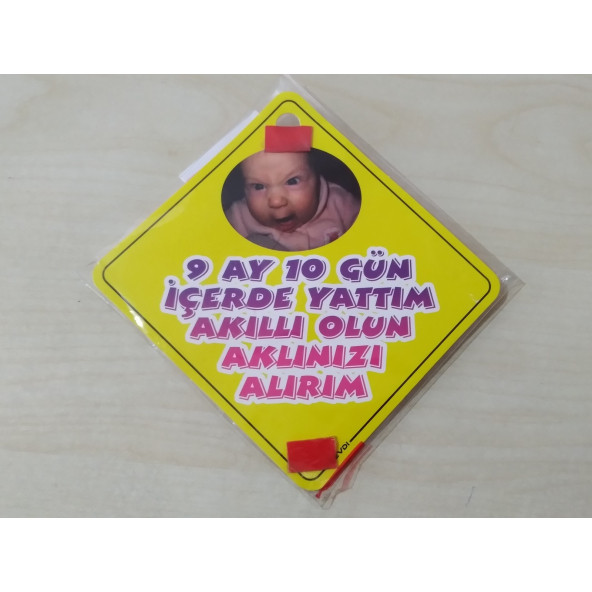 9 AY 10 GÜN
İÇERDE YATTIM
AKILLI OLUN
AKLINIZI
ALIRIM